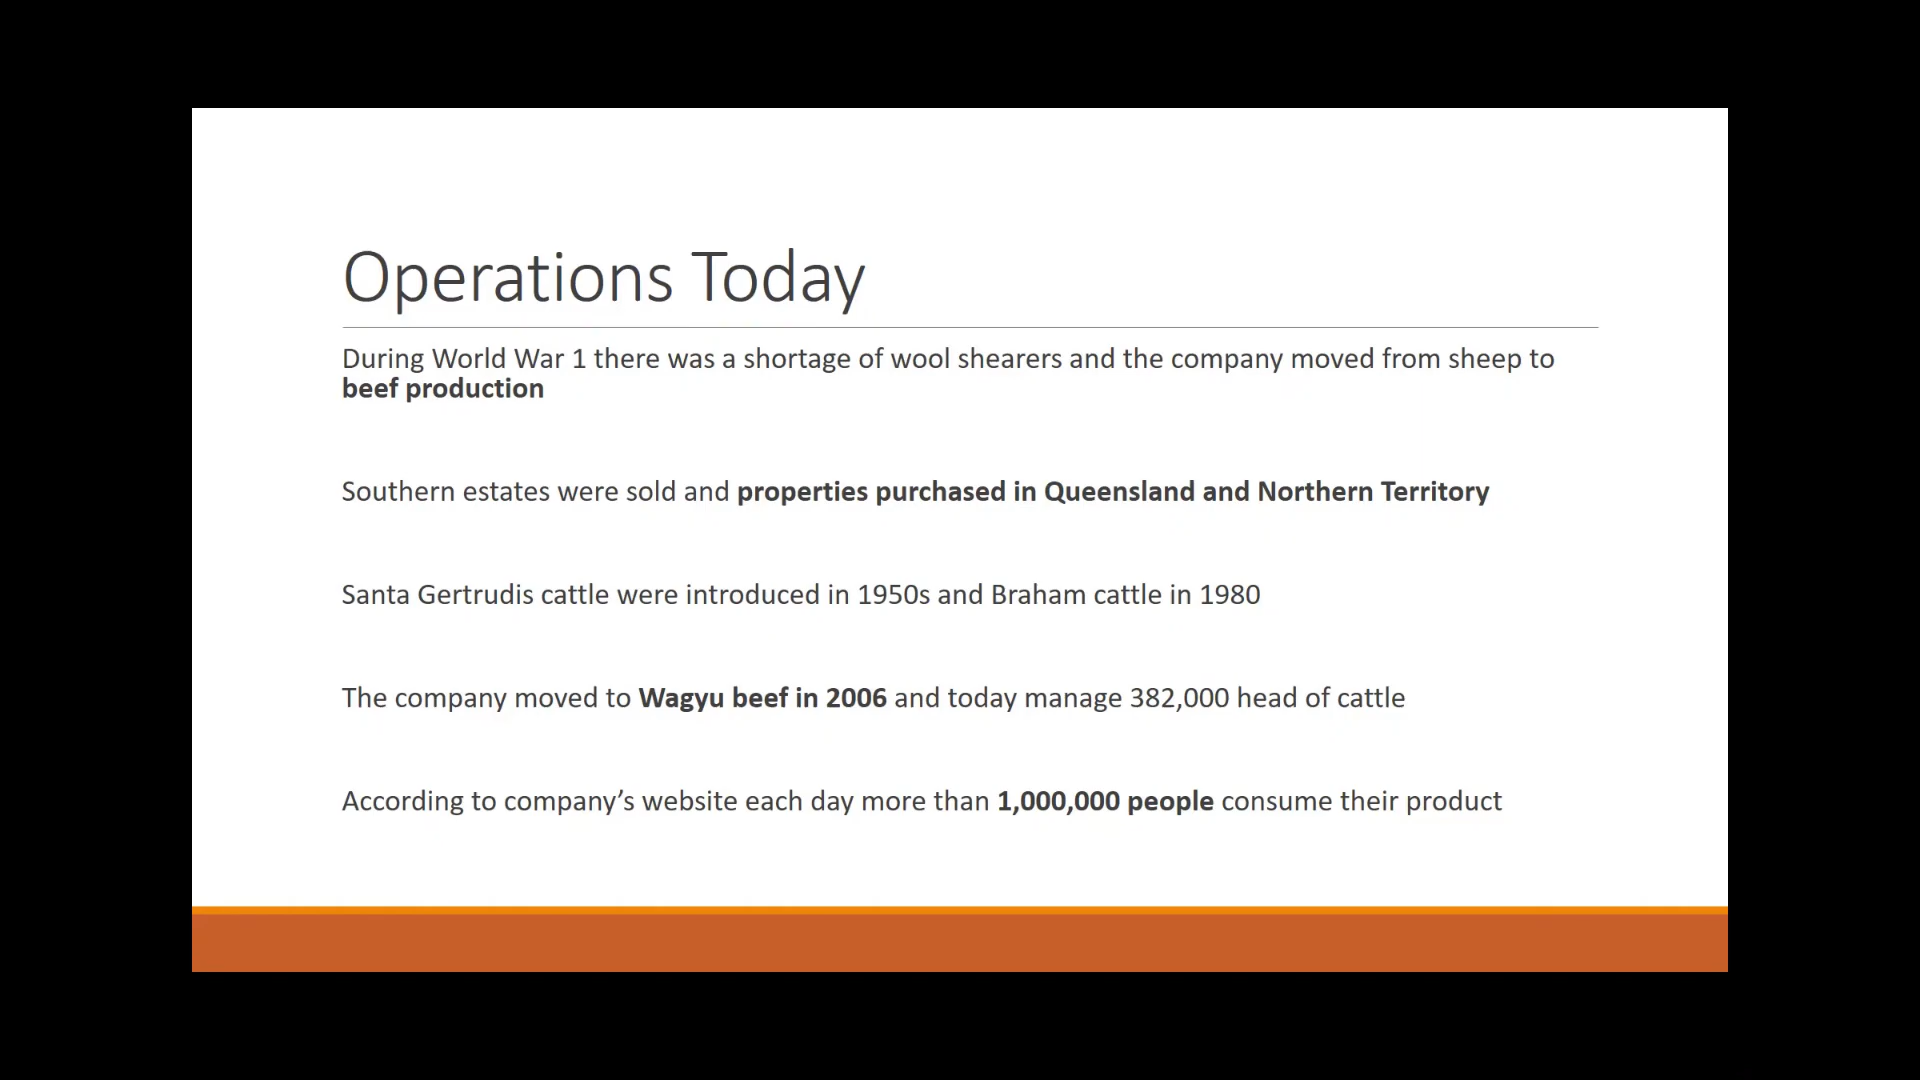 Operations Today
During World War 1 there was a shortage of wool shearers and the company moved from sheep to
beef production
Southern estates were sold and properties purchased in Queensland and Northern Territory
Santa Gertrudis cattle were introduced in 1950s and Braham cattle in 1980
The company moved to Wagyu beef in 2006 and today manage 382,000 head of cattle
According to company’s website each day more than 1,000,000 people consume their product